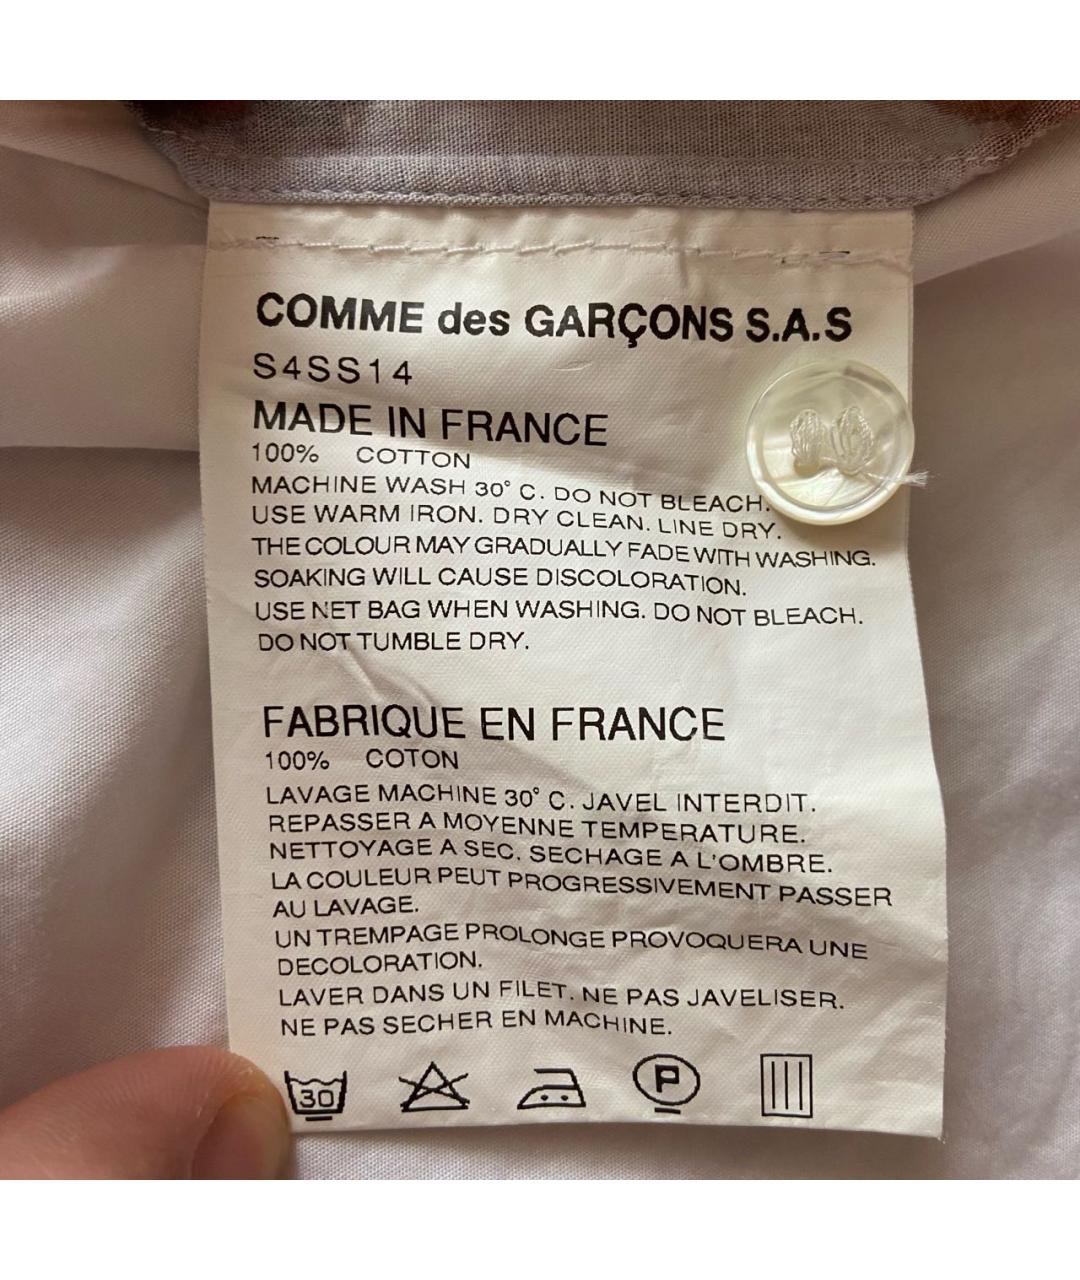 COMME des GARÇONS S.A.S
S4SS14
MADE IN FRANCE
100% COTTON
MACHINE WASH 30° C. DO NOT BLEACH.
USE WARM IRON. DRY CLEAN. LINE DRY.
THE COLOUR MAY GRADUALLY FADE WITH WASHING.
SOAKING WILL CAUSE DISCOLORATION.
USE NET BAG WHEN WASHING. DO NOT BLEACH.
DO NOT TUMBLE DRY.
FABRIQUE EN FRANCE
100% COTON
LAVAGE MACHINE 30° C. JAVEL INTERDIT.
REPASSER A MOYENNE TEMPERATURE.
NETTOYAGE A SEC. SECHAGE A L'OMBRE.
LA COULEUR PEUT PROGRESSIVEMENT PASSER
AU LAVAGE.
UN TREMPAGE PROLONGE PROVOQUERA UNE
DECOLORATION.
LAVER DANS UN FILET. NE PAS JAVELISER.
NE PAS SECHER EN MACHINE.
30 P